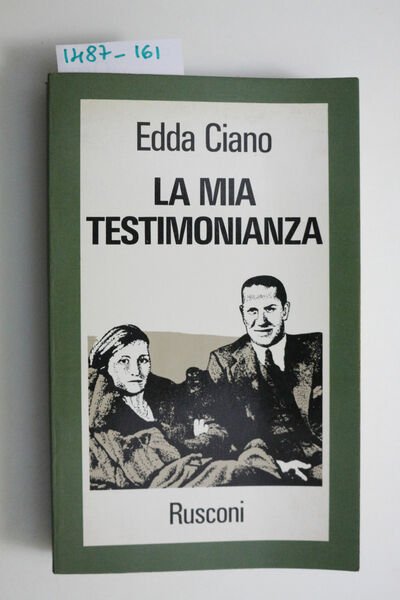 1487-161
Edda Ciano
LA MIA
TESTIMONIANZA
Rusconi